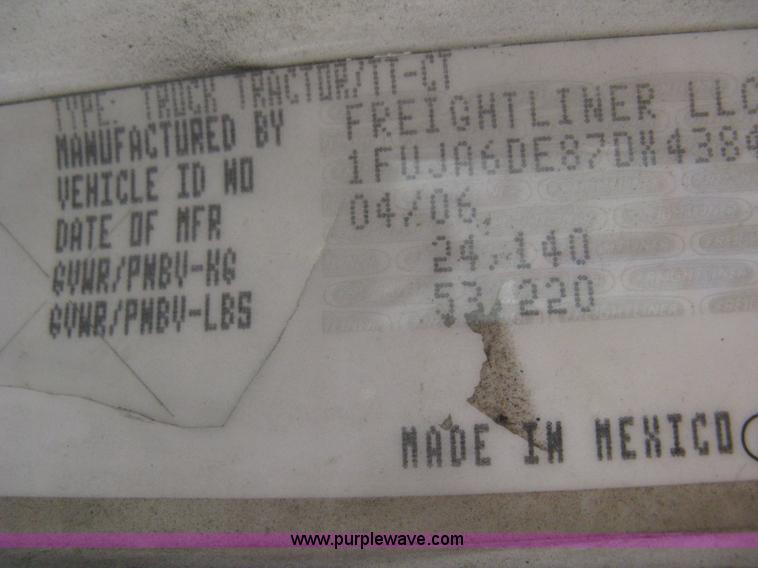 TYPE: TRUCK TRACTOR/TT-CT
MANUFACTURED BY FREIGHTLINER LLC
VEHICLE ID NO 1FUJA6DE87DX4384
DATE OF MFR 04/06,
GVWR/PNBV-KG 24,140
GVWR/PNBV-LBS 53,220
MADE IN MEXICO
www.purplewave.com